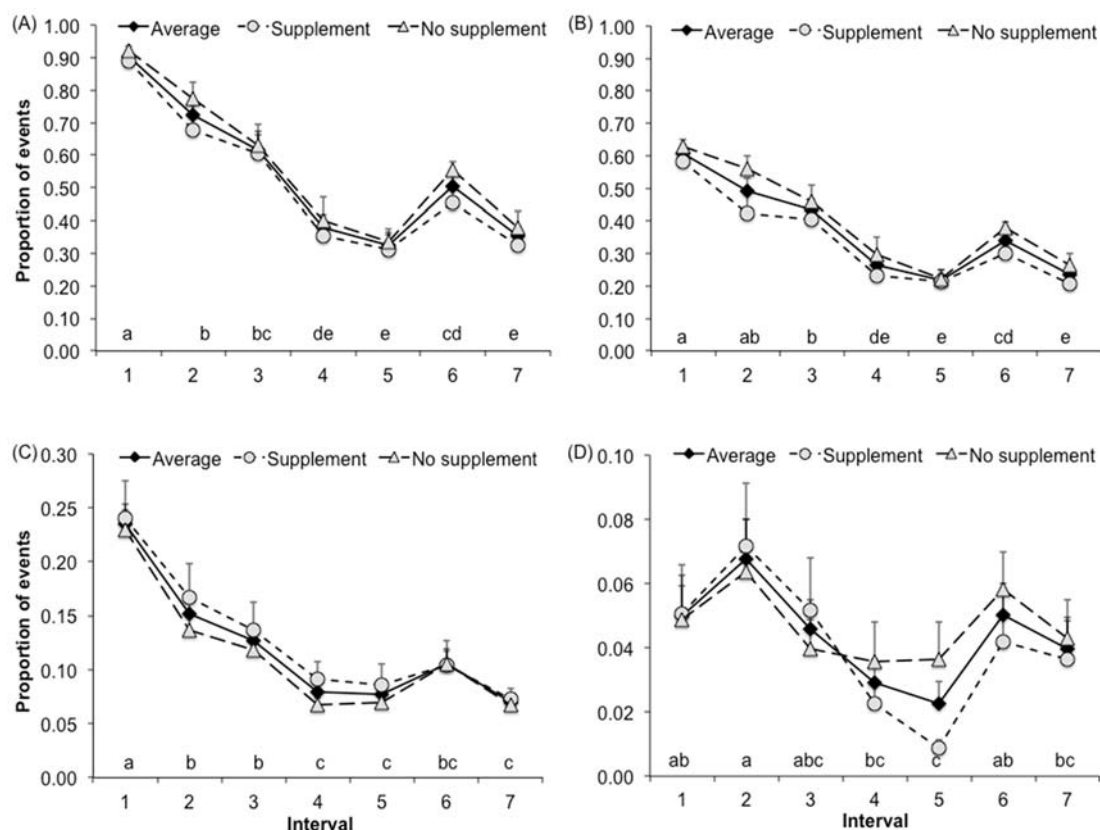 (A)
Average Supplement No supplement
1.00
0.90
0.80
0.70
0.60
0.50
0.40
0.30
0.20
0.10
0.00
Proportion of events
a b bc de e cd e
1 2 3 4 5 6 7
(B)
Average Supplement No supplement
1.00
0.90
0.80
0.70
0.60
0.50
0.40
0.30
0.20
0.10
0.00
a ab b de e cd e
1 2 3 4 5 6 7
(C)
Average Supplement No supplement
0.30
0.25
0.20
0.15
0.10
0.05
0.00
Proportion of events
a b b c c bc c
1 2 3 4 5 6 7
Interval
(D)
Average Supplement No supplement
0.10
0.08
0.06
0.04
0.02
0.00
ab a abc bc c ab bc
1 2 3 4 5 6 7
Interval